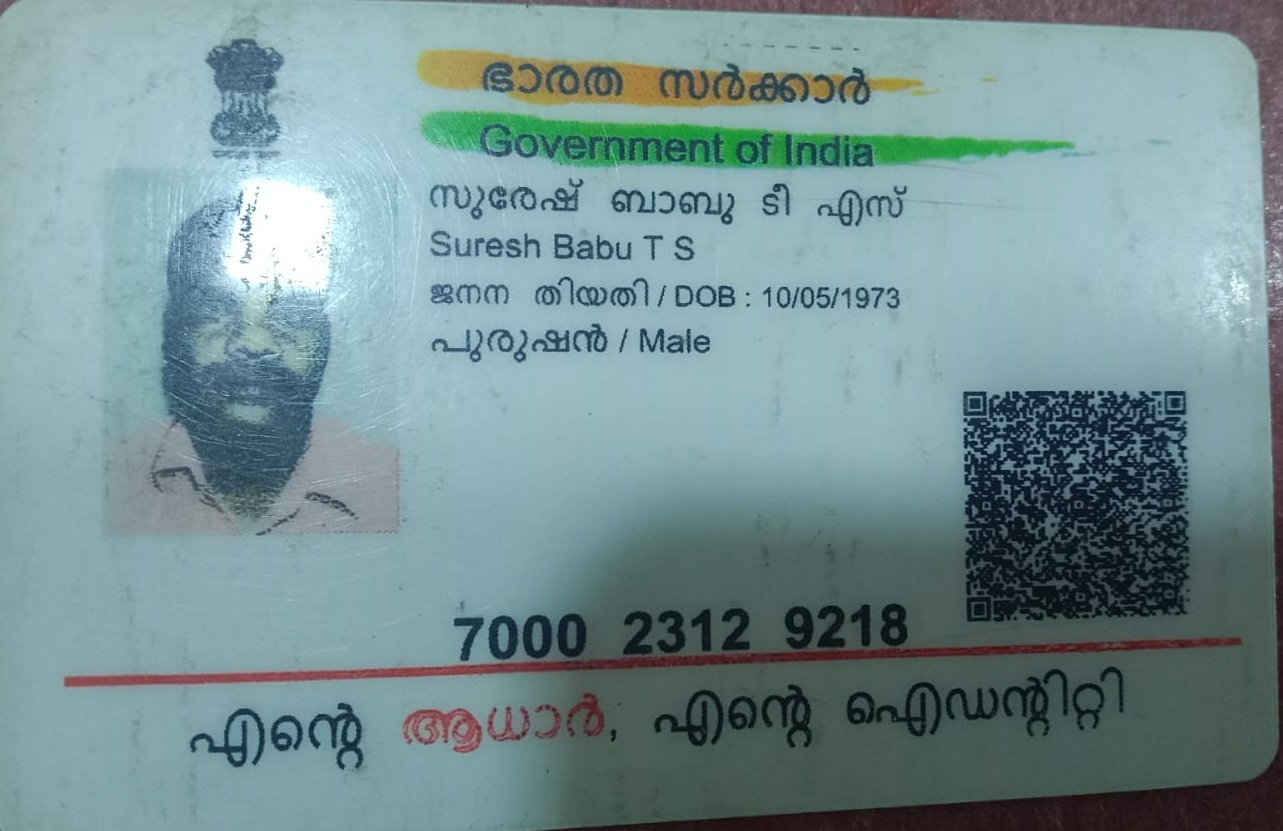 ഭാരത സർക്കാർ
Government of India
സുരേഷ് ബാബു ടീ എസ്
Suresh Babu T S
ജനന തിയതി / DOB : 10/05/1973
പുരുഷൻ / Male
7000 2312 9218
എന്റെ ആധാർ, എന്റെ ഐഡന്റിറ്റി